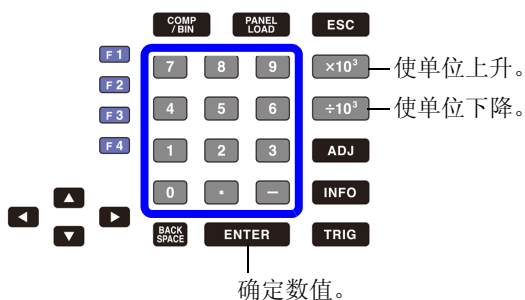 COMP
/ BIN
PANEL
LOAD
ESC
F 1
7 8 9 ×10³ 使单位上升。
F 2
F 3
4 5 6 ÷10³ 使单位下降。
F 4
1 2 3 ADJ
0 · − INFO
BACK
SPACE
ENTER TRIG
确定数值。